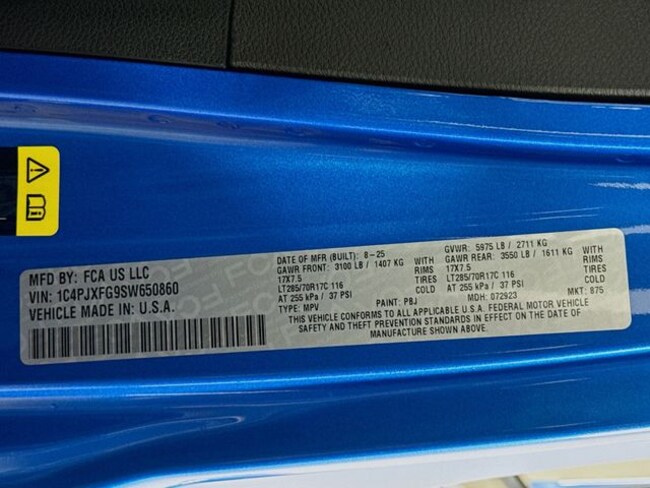 MFD BY: FCA US LLC
VIN: 1C4PJXFG9SW650860
VEHICLE MADE IN: U.S.A.
DATE OF MFR (BUILT): 8-25 GVWR: 5975 LB / 2711 KG
GAWR FRONT: 3100 LB / 1407 KG WITH GAWR REAR: 3550 LB / 1611 KG WITH
17X7.5 RIMS 17X7.5 RIMS
LT285/70R17C 116 TIRES LT285/70R17C 116 TIRES
AT 255 kPa / 37 PSI COLD AT 255 kPa / 37 PSI COLD
TYPE: MPV PAINT: PBJ MDH: 072923 MKT: 875
THIS VEHICLE CONFORMS TO ALL APPLICABLE U.S.A. FEDERAL MOTOR VEHICLE
SAFETY AND THEFT PREVENTION STANDARDS IN EFFECT ON THE DATE OF
MANUFACTURE SHOWN ABOVE.